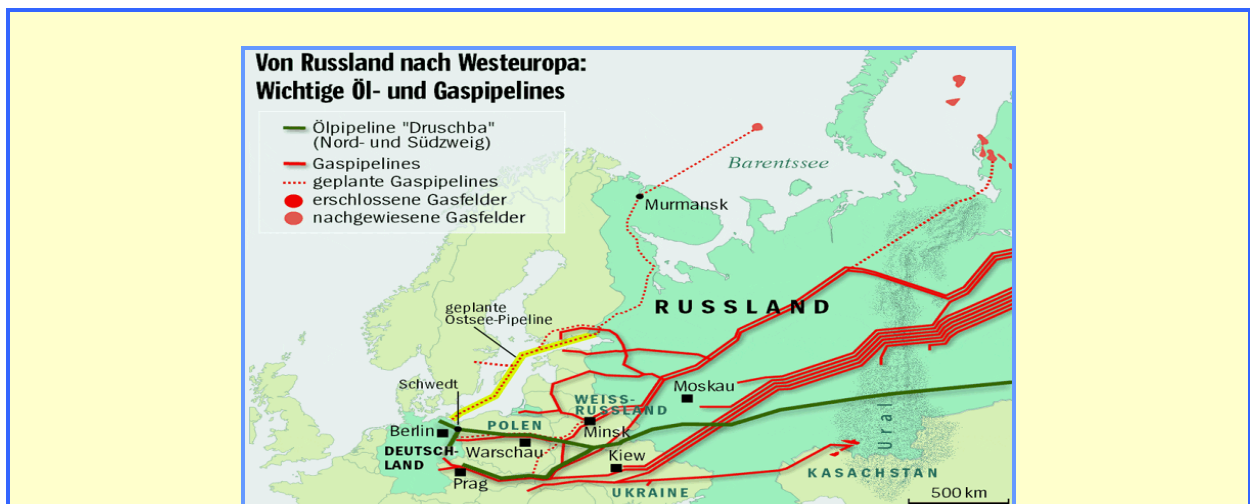 Von Russland nach Westeuropa:
Wichtige Öl- und Gaspipelines
Ölpipeline "Druschba"
(Nord- und Südzweig)
Gaspipelines
geplante Gaspipelines
erschlossene Gasfelder
nachgewiesene Gasfelder
Barentssee
Murmansk
RUSSLAND
geplante
Ostsee-Pipeline
Schwedt
Moskau
WEISS-
RUSSLAND
Minsk
POLEN
Berlin
DEUTSCH-
LAND
Warschau
Kiew
Prag
UKRAINE
Ural
KASACHSTAN
500 km